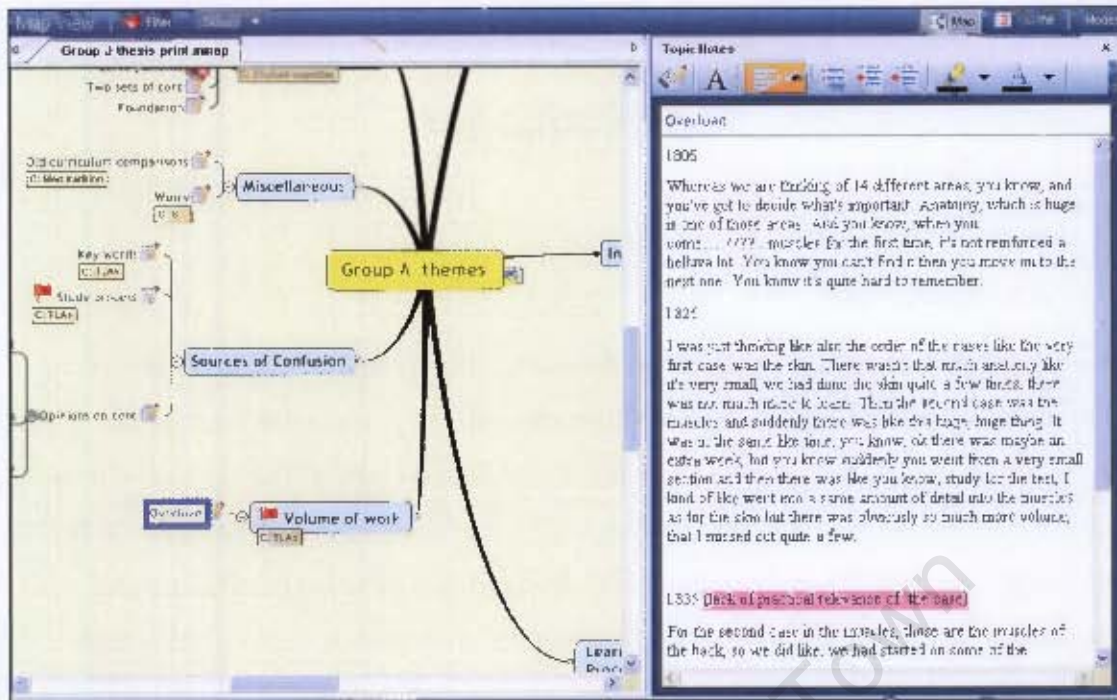 Map View
Filter
Map
Group J thesis print mmap
Topic Notes
Two sets of core
Foundation
Old curriculum comparisons
Miscellaneous
Worry
Key words
C: TLAs
Study process
C: TLAs
Group A themes
In
Sources of Confusion
Opinions on core
Overload
Volume of work
C: TLAs
Learn
Proce
Overload
1806
Whereas we are thinking of 14 different areas, you know, and
you've got to decide what's important. Anatomy, which is huge
is one of those areas. And you know, when you
come....????...muscles for the first time, it's not reinforced a
helluva lot. You know you can't find it then you move on to the
next one. You know it's quite hard to remember.
I was just thinking like also the order of the cases like the very
first case was the skin. There wasn't that much anatomy like
it's very small, we had done the skin quite a few times, there
was not much more to learn. Then the second case was the
muscles and suddenly there was like this huge, huge thing. It
was in the same like time, you know, ok there was maybe an
extra week, but you know suddenly you went from a very small
section and then there was like you know, study for the test, I
kind of like went into a same amount of detail into the muscles
as for the skin but there was obviously so much more volume,
that I missed out quite a few.
(lack of practical relevance of the case)
For the second case in the muscles, those are the muscles of
the back, so we did like, we had started on some of the
Town